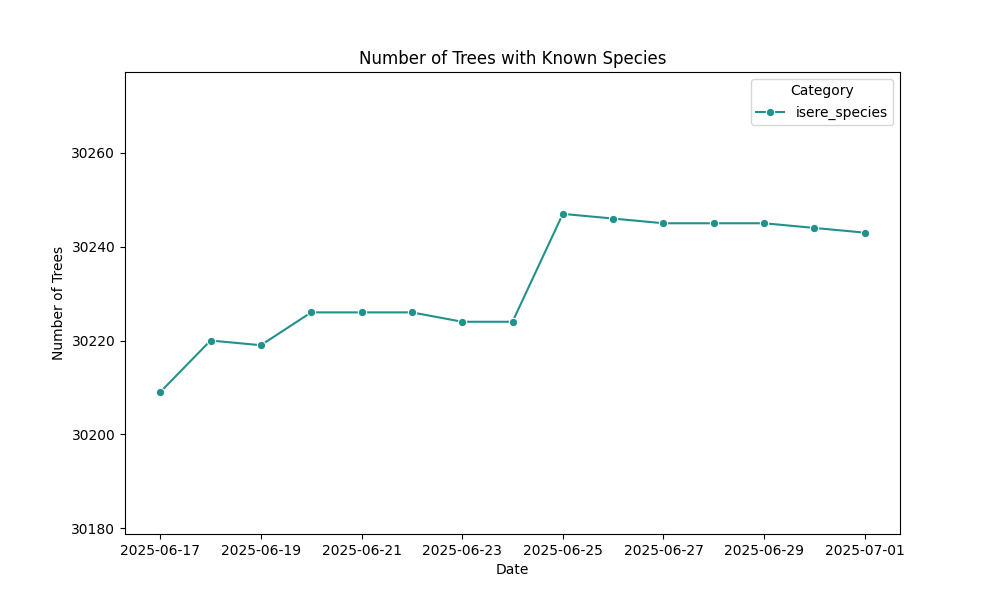 Number of Trees with Known Species
Category
isere_species
Number of Trees
30260
30240
30220
30200
30180
2025-06-17 2025-06-19 2025-06-21 2025-06-23 2025-06-25 2025-06-27 2025-06-29 2025-07-01
Date